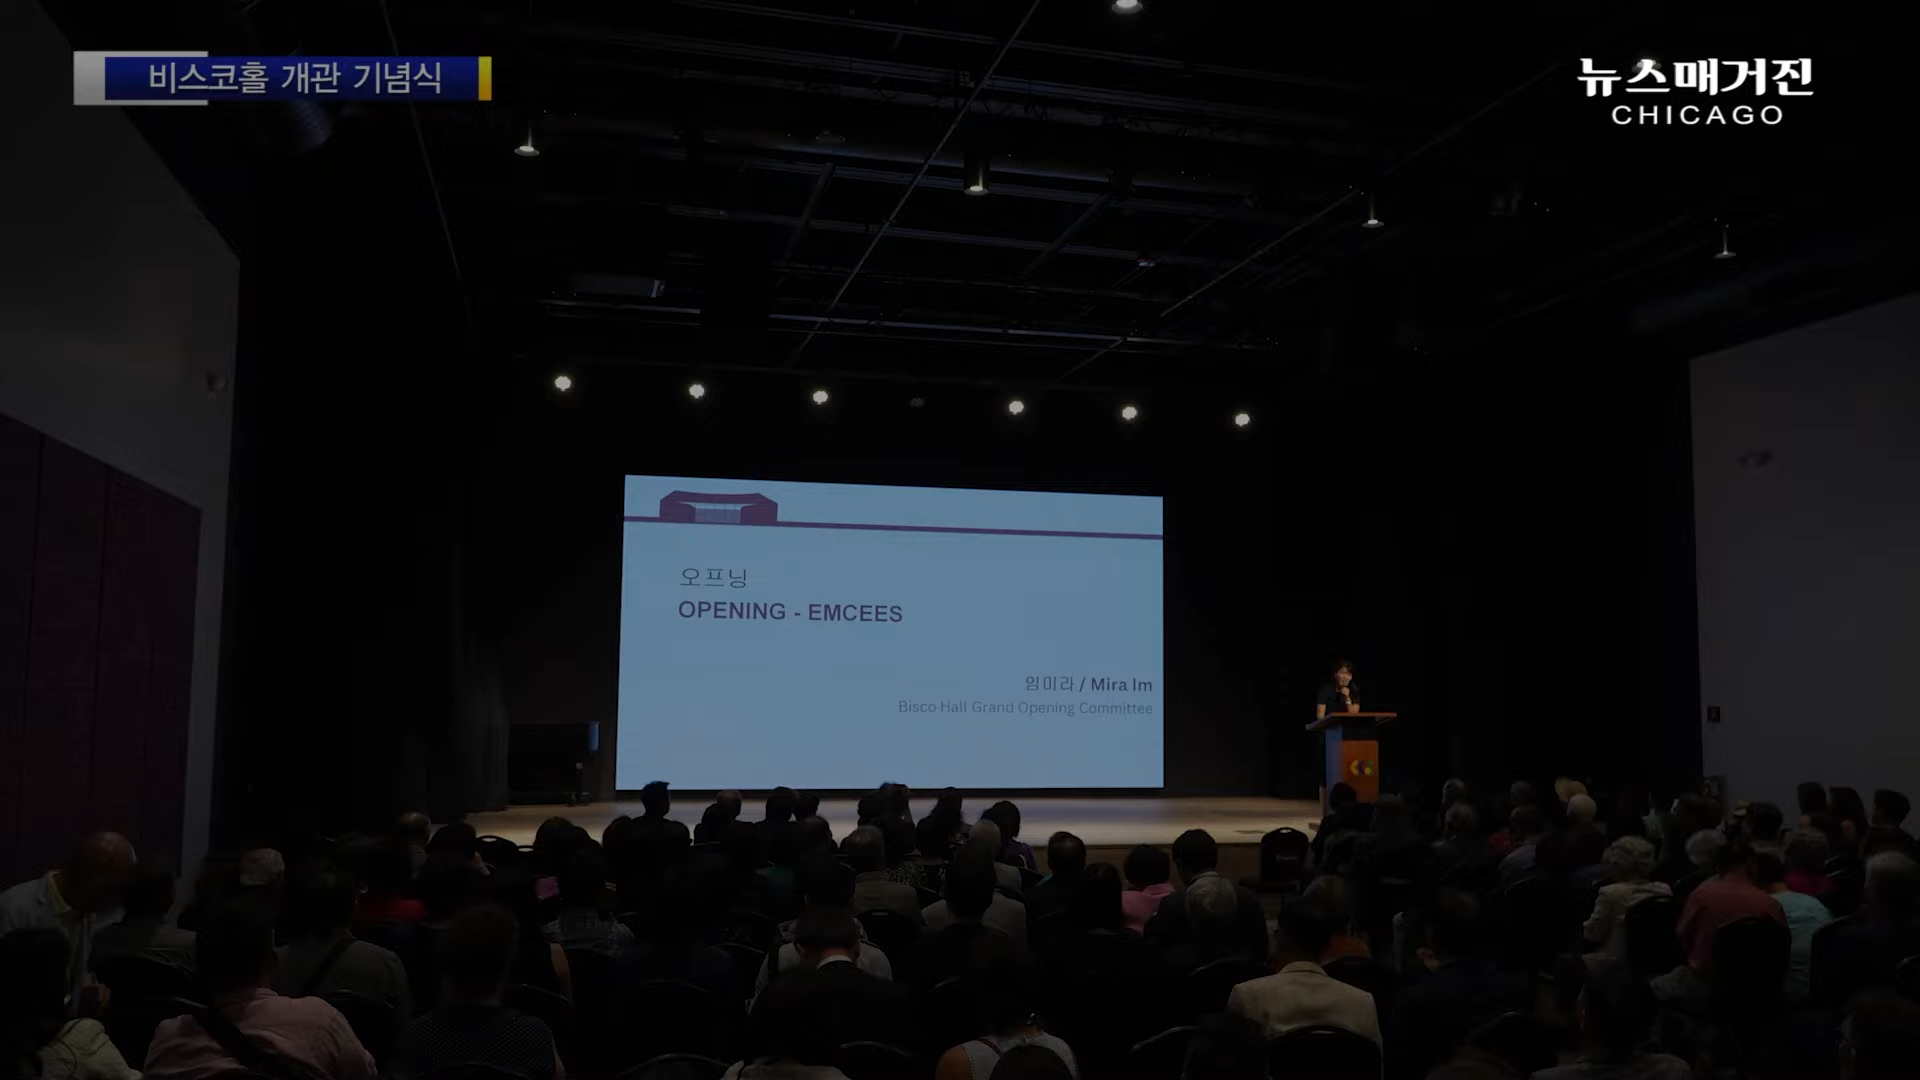 비스코홀 개관 기념식
뉴스매거진
CHICAGO
오프닝
OPENING - EMCEES
임미라 / Mira Im
Bisco Hall Grand Opening Committee